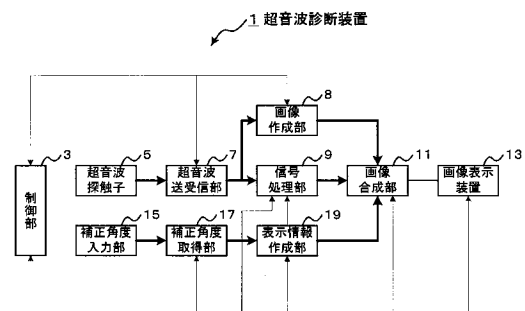 1 超音波診断装置
8
画像
作成部
3
制御部
5
超音波
探触子
7
超音波
送受信部
9
信号
処理部
11
画像
合成部
13
画像表示
装置
15
補正角度
入力部
17
補正角度
取得部
19
表示情報
作成部